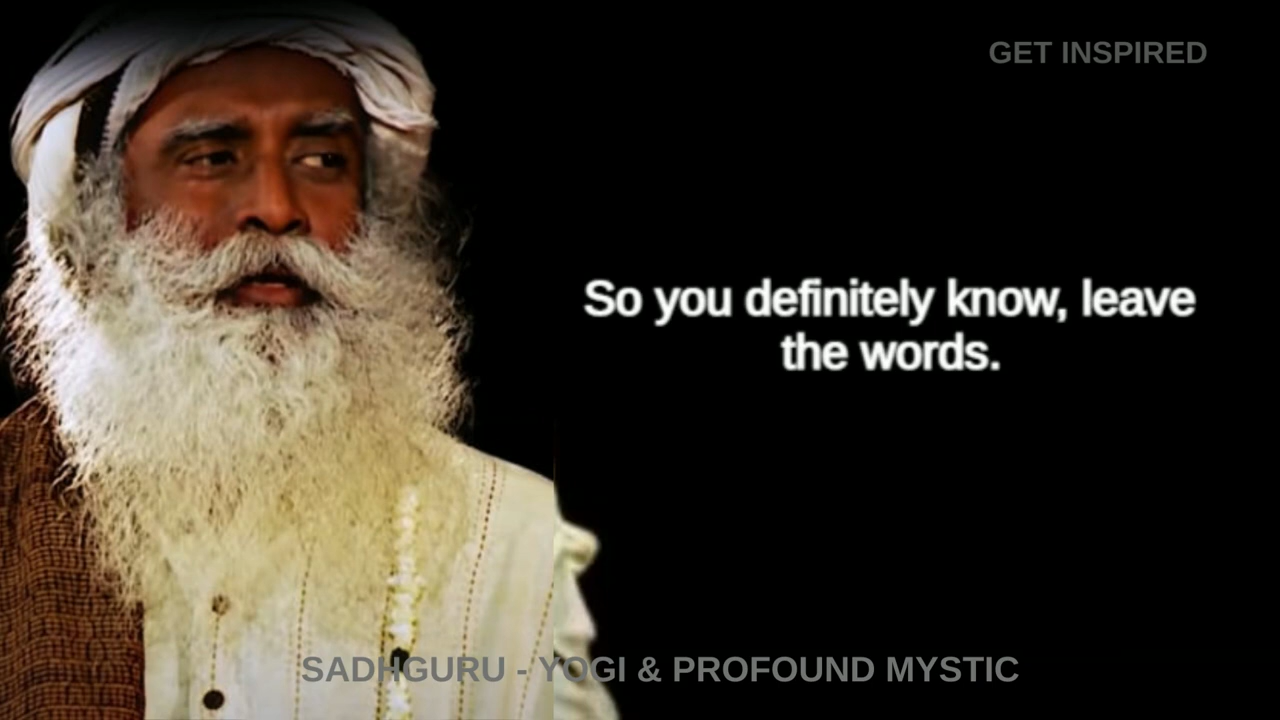 GET INSPIRED
So you definitely know, leave
the words.
SADHGURU - YOGI & PROFOUND MYSTIC